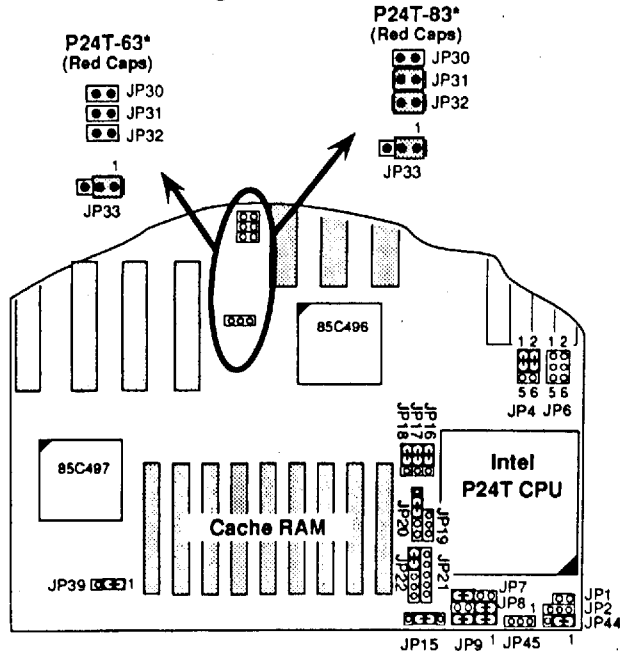 P24T-63*
(Red Caps)
JP30
JP31
JP32
1
JP33
P24T-83*
(Red Caps)
JP30
JP31
JP32
1
JP33
85C496
1 2
5 6
JP4
1 2
5 6
JP6
JP18
JP17
JP16
Intel
P24T CPU
85C497
Cache RAM
JP20
JP19
JP22
JP21
JP39
1
JP7
JP8
JP1
JP2
JP44
JP15
JP9
1
JP45
1
1